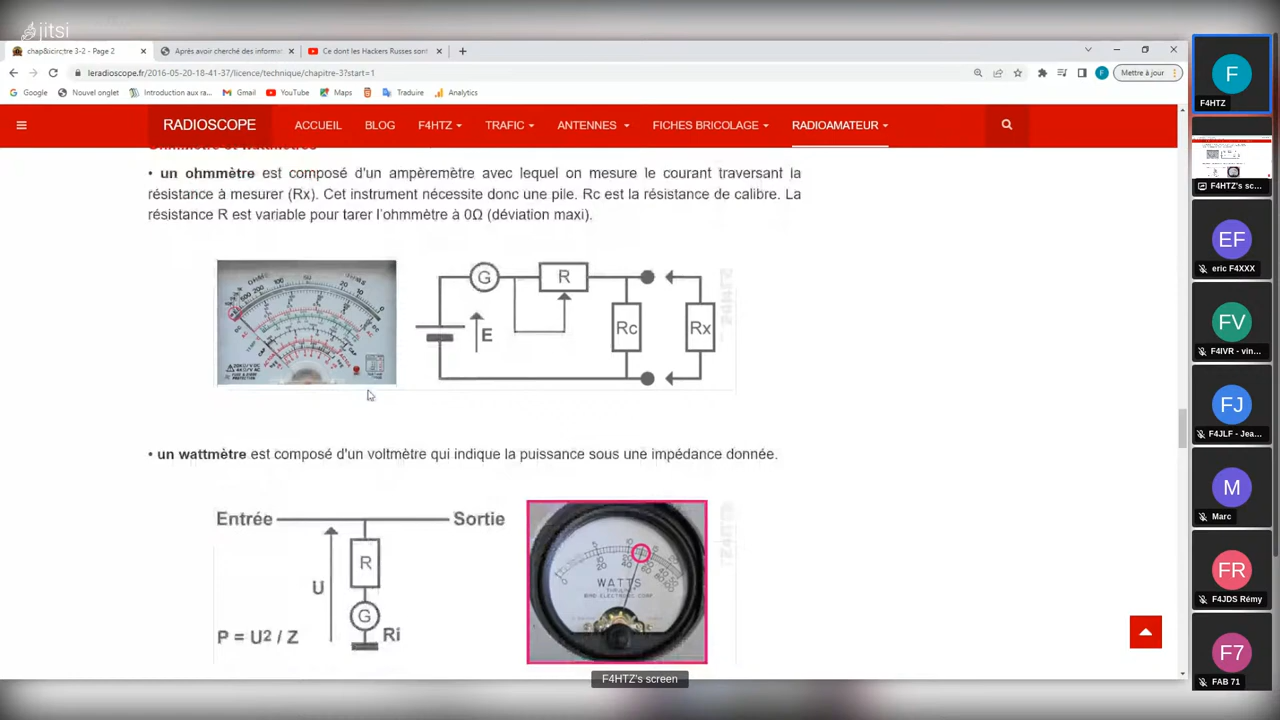 jitsi
chap&icirc;tre 3-2 - Page 2
Après avoir cherché des informat
Ce dont les Hackers Russes sont
leradioscope.fr/2016-05-20-18-41-37/licence/technique/chapitre-3?start=1
Mettre à jour
Google
Nouvel onglet
Introduction aux ra...
Gmail
YouTube
Maps
Traduire
Analytics
RADIOSCOPE
ACCUEIL
BLOG
F4HTZ
TRAFIC
ANTENNES
FICHES BRICOLAGE
RADIOAMATEUR
• un ohmmètre est composé d'un ampèremètre avec lequel on mesure le courant traversant la
résistance à mesurer (Rx). Cet instrument nécessite donc une pile. Rc est la résistance de calibre. La
résistance R est variable pour tarer l'ohmmètre à 0Ω (déviation maxi).
G
R
E
Rc
Rx
• un wattmètre est composé d'un voltmètre qui indique la puissance sous une impédance donnée.
Entrée
Sortie
U
R
G
Ri
P = U² / Z
WATTS
F4HTZ's screen
F
F4HTZ
F4HTZ's sc...
EF
eric F4XXX
FV
F4IVR - vin...
FJ
F4JLF - Jea...
M
Marc
FR
F4JDS Rémy
F7
FAB 71